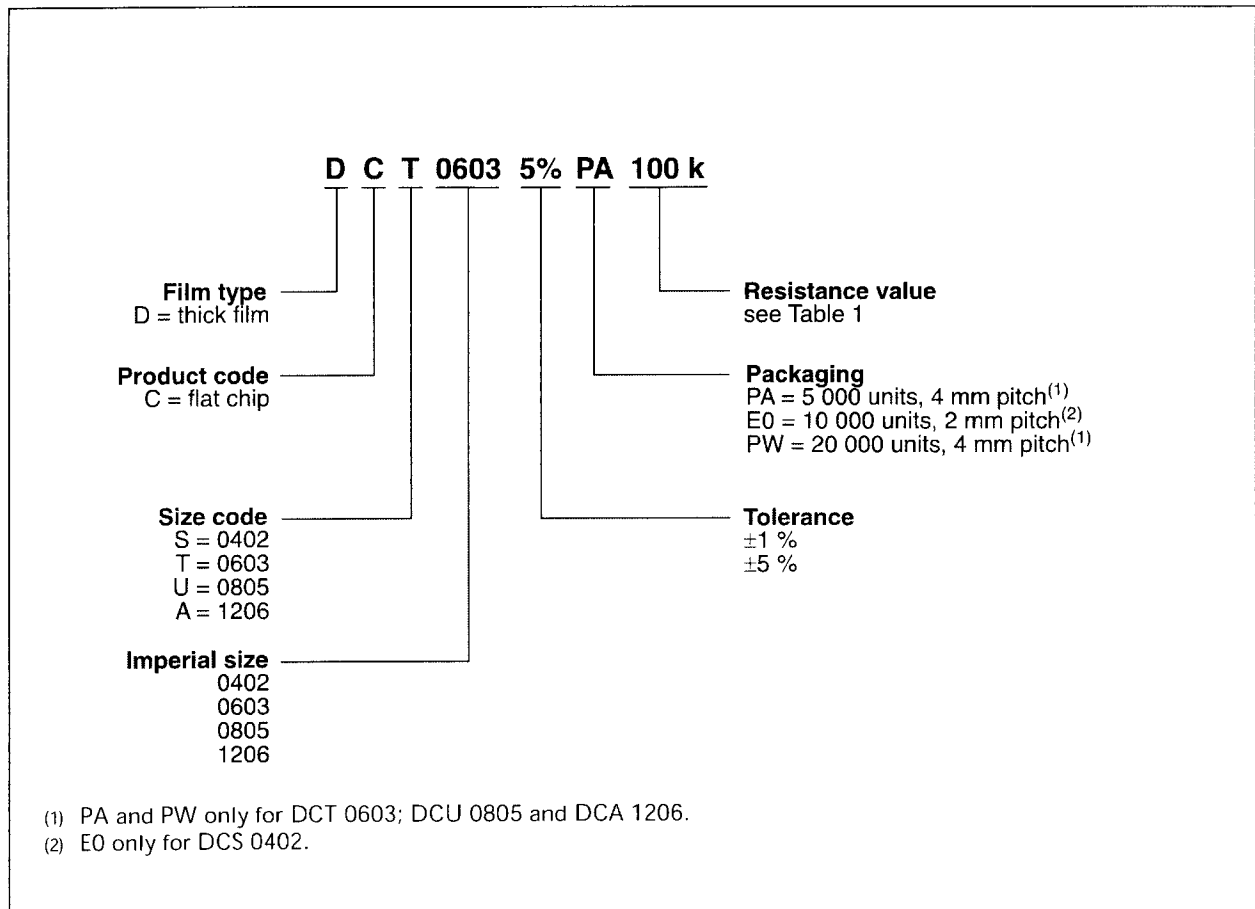 D C T 0603 5% PA 100 k
Film type
D = thick film
Product code
C = flat chip
Size code
S = 0402
T = 0603
U = 0805
A = 1206
Imperial size
0402
0603
0805
1206
Resistance value
see Table 1
Packaging
PA = 5 000 units, 4 mm pitch(1)
E0 = 10 000 units, 2 mm pitch(2)
PW = 20 000 units, 4 mm pitch(1)
Tolerance
±1 %
±5 %
(1) PA and PW only for DCT 0603; DCU 0805 and DCA 1206.
(2) E0 only for DCS 0402.